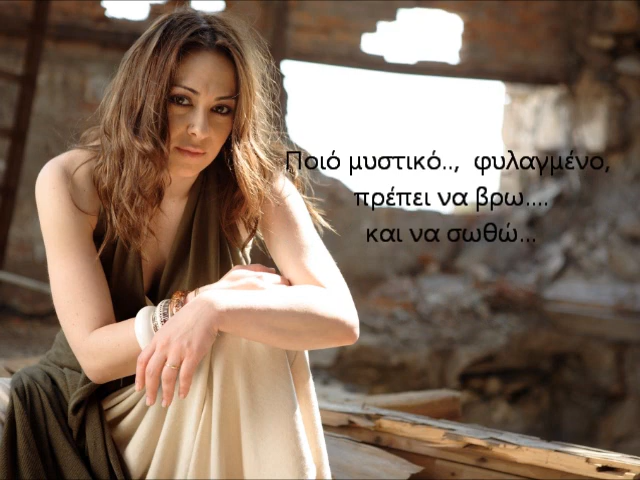 Ποιό μυστικό.., φυλαγμένο,
πρέπει να βρω....
και να σωθώ...